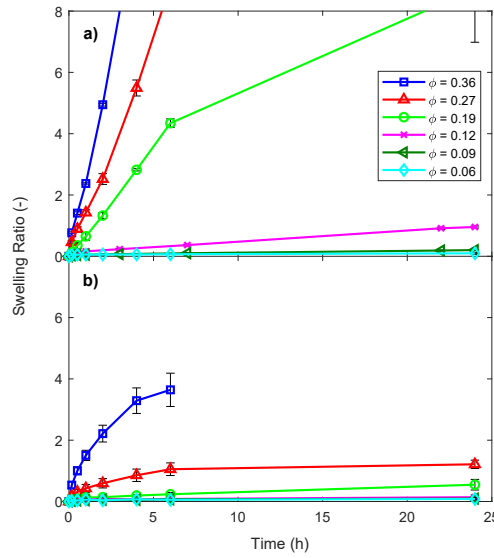 a)
8
6
4
2
0
ϕ = 0.36
ϕ = 0.27
ϕ = 0.19
ϕ = 0.12
ϕ = 0.09
ϕ = 0.06
Swelling Ratio (-)
b)
8
6
4
2
0
0 5 10 15 20 25
Time (h)